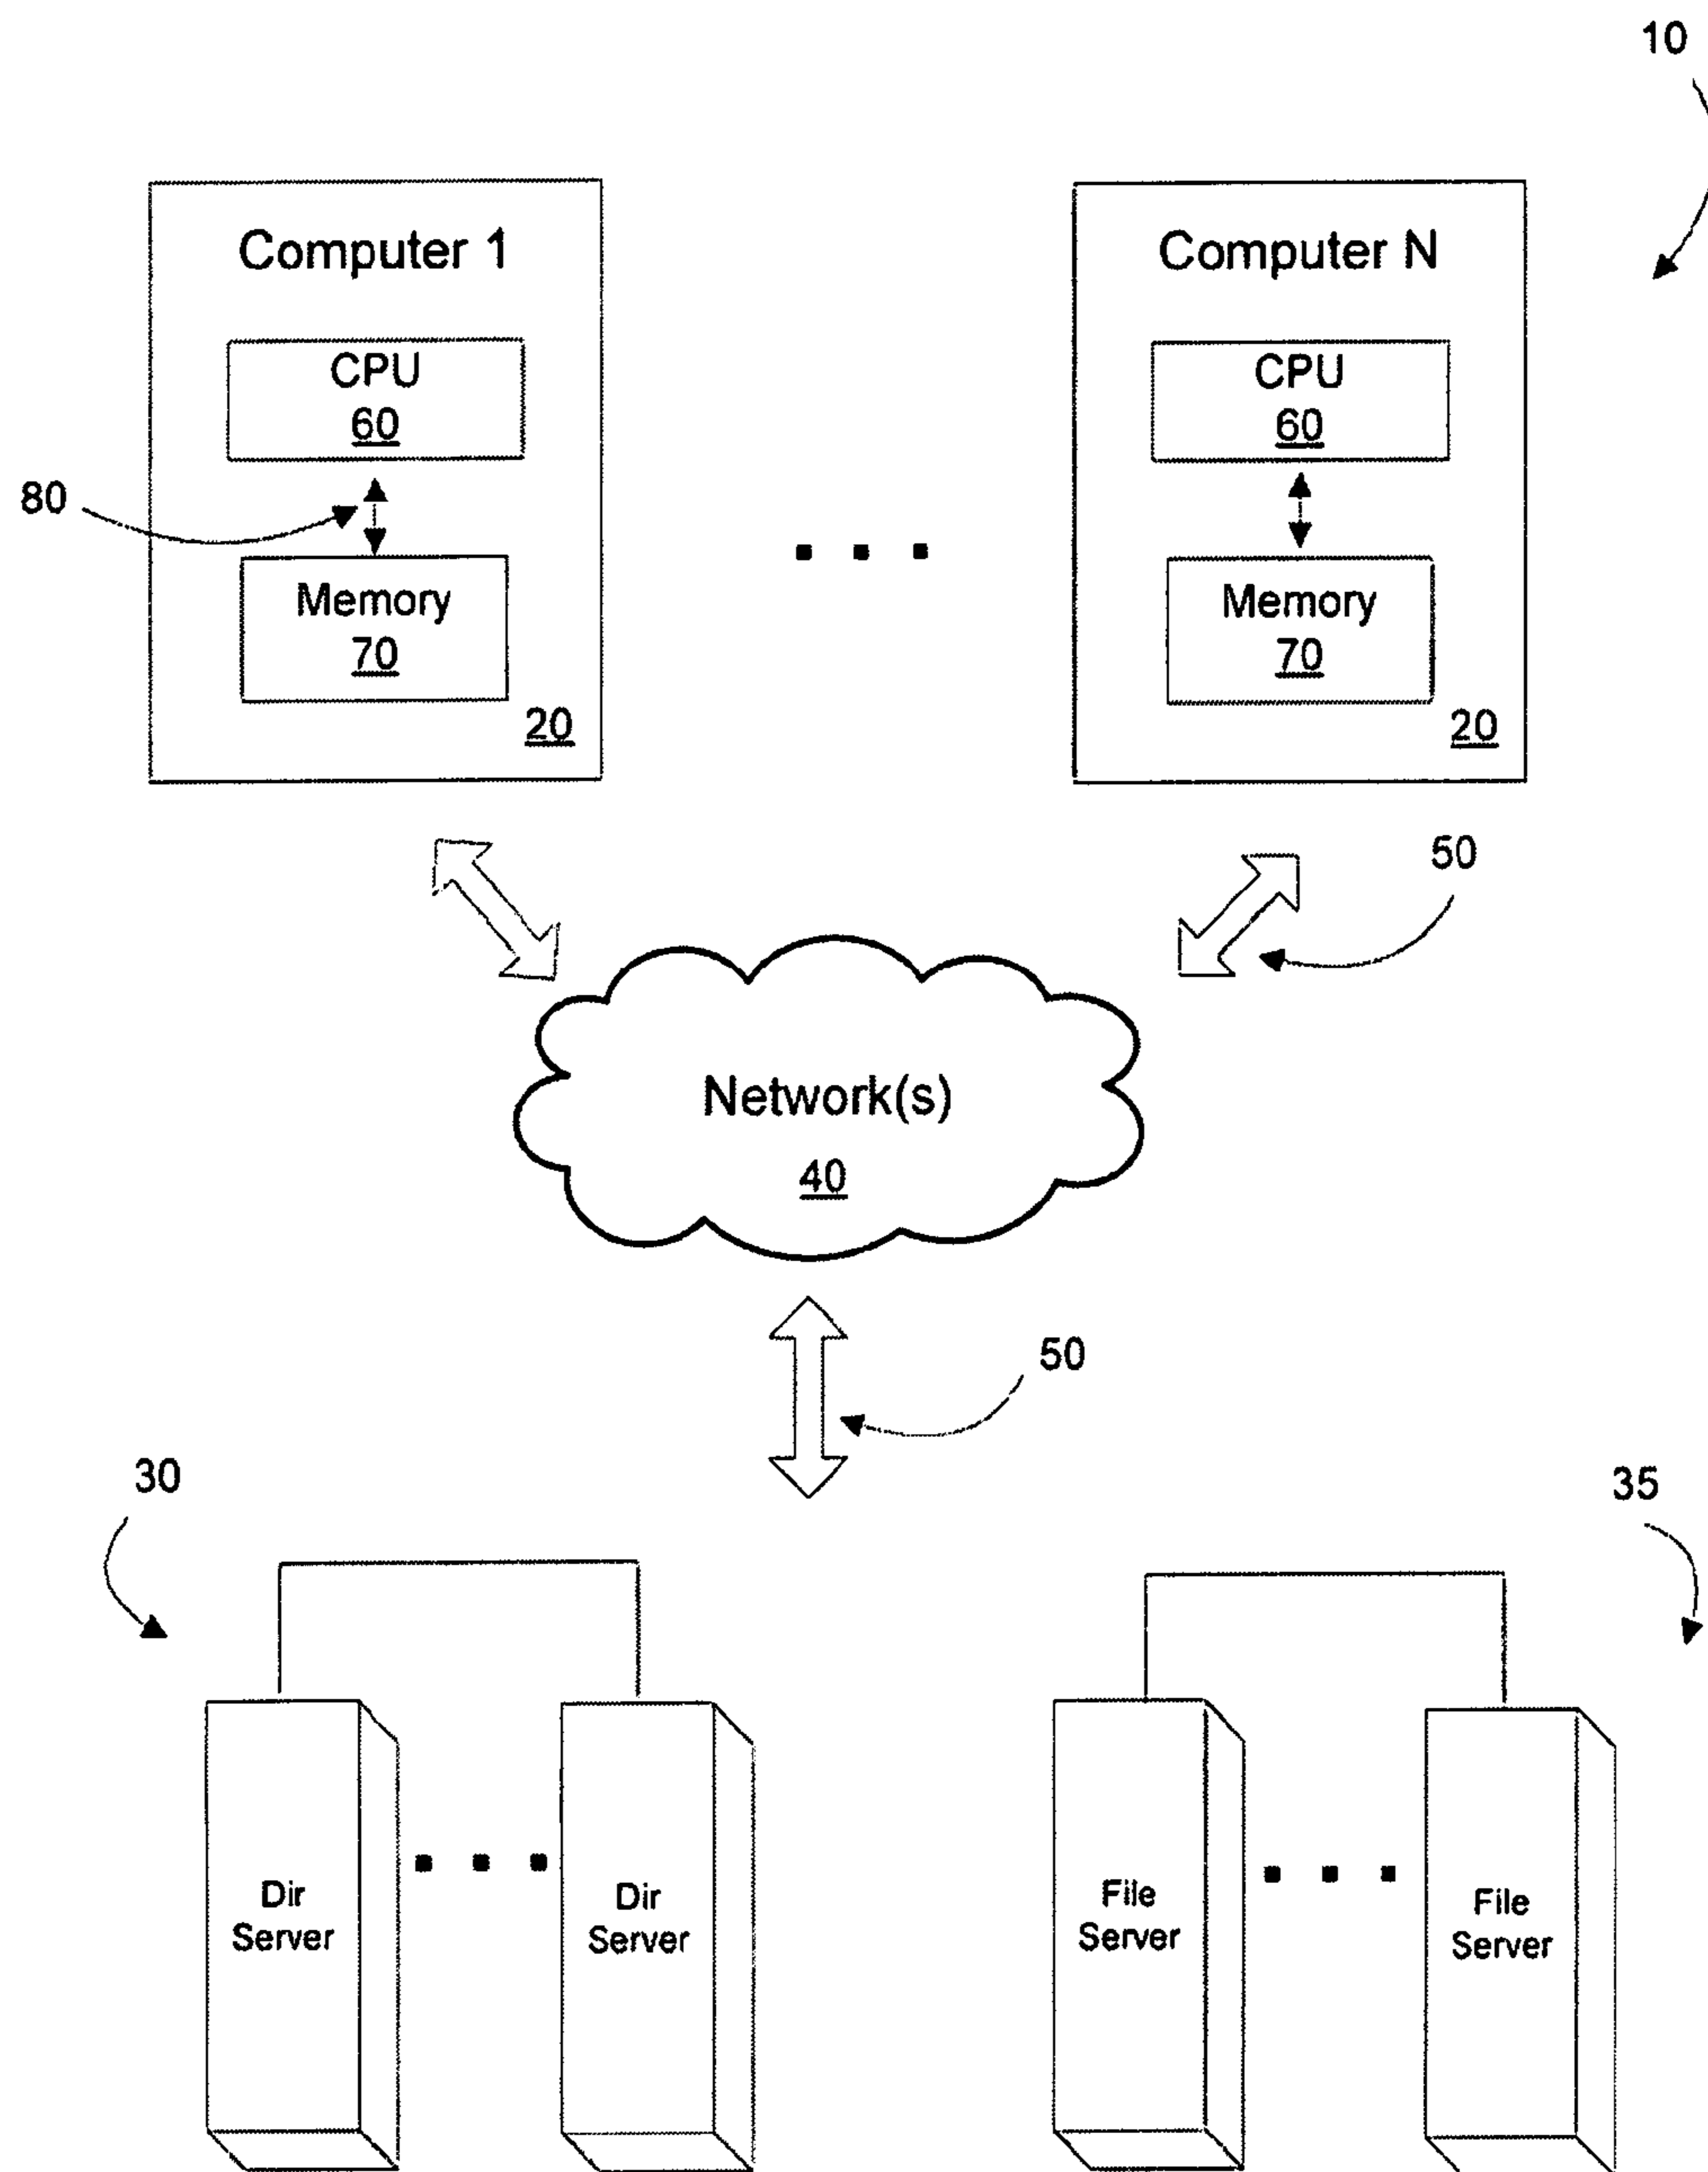 10
Computer 1
CPU
60
80
Memory
70
20
Computer N
CPU
60
Memory
70
20
50
Network(s)
40
50
30
35
Dir
Server
Dir
Server
File
Server
File
Server